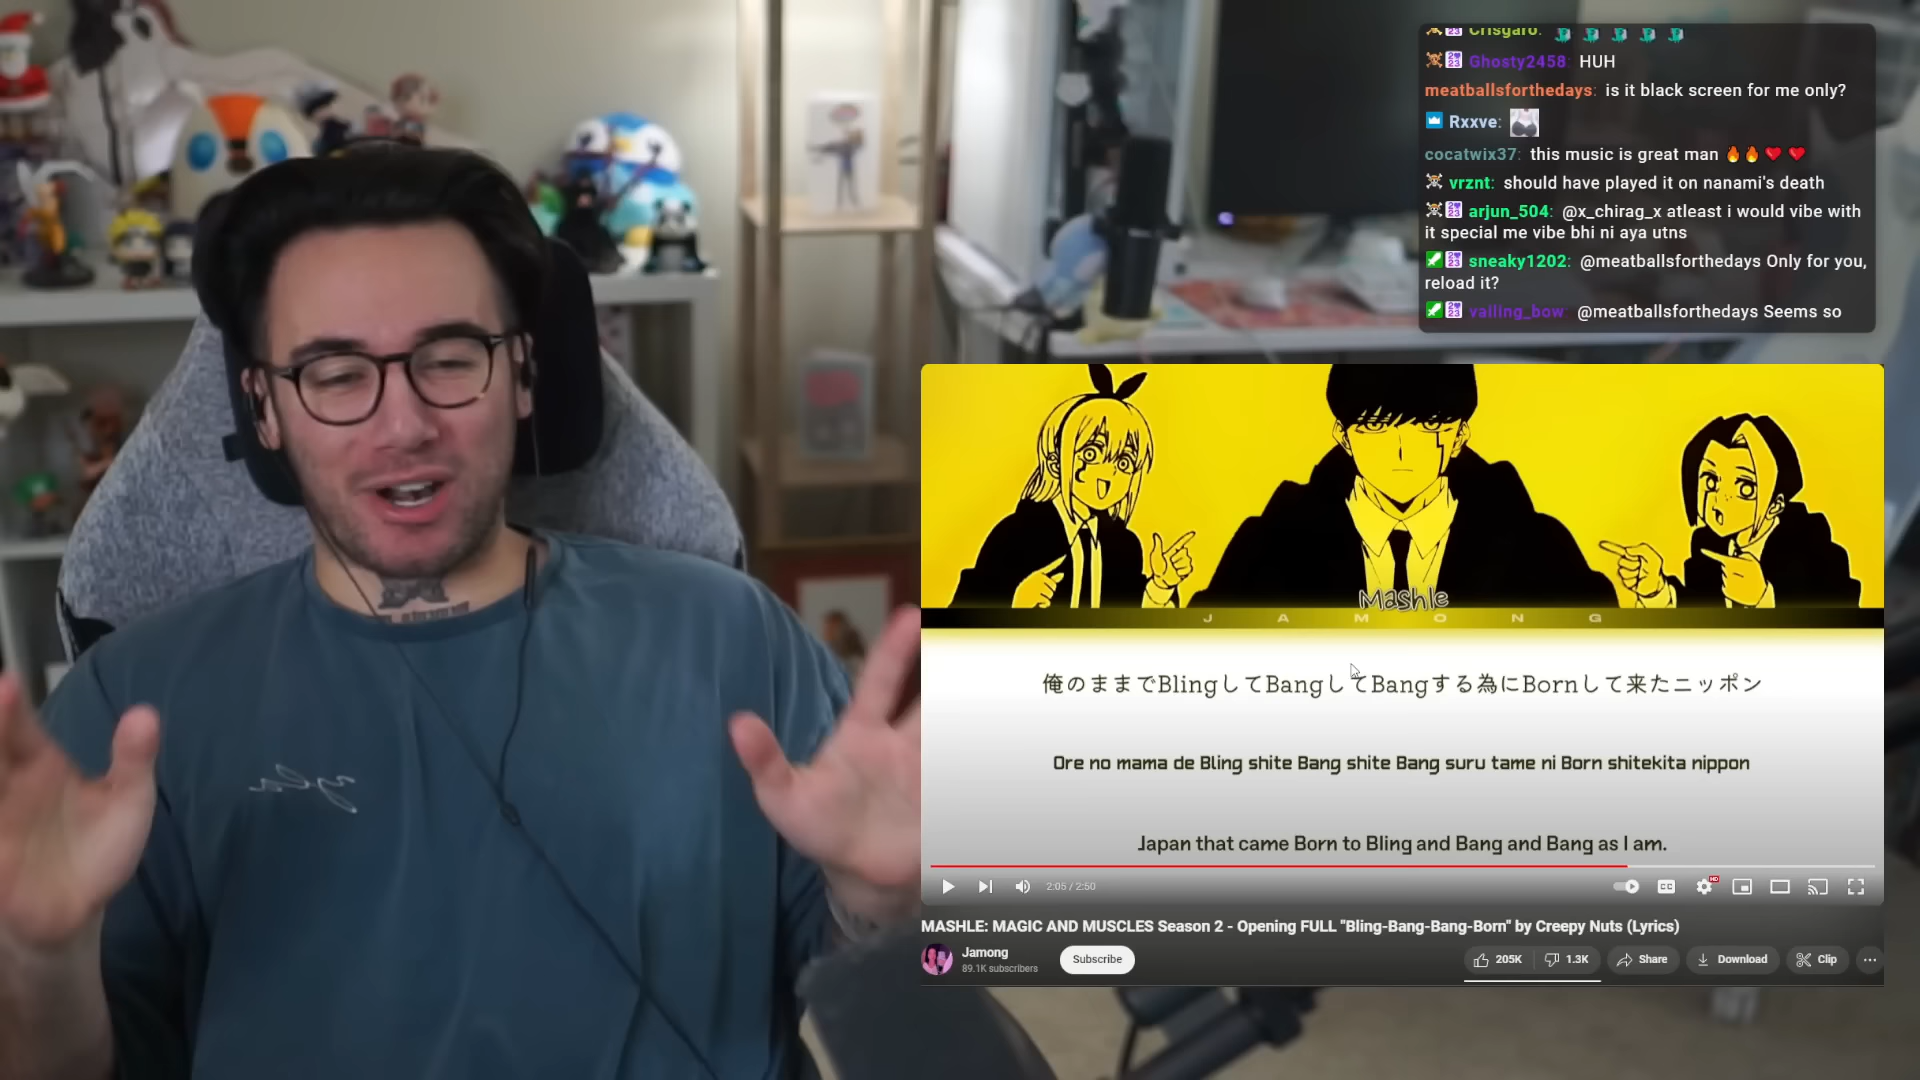 Crisgaro:
Ghosty2458: HUH
meatballsforthedays: is it black screen for me only?
Rxxve:
cocatwix37: this music is great man 🔥🔥❤️ ❤️
vrznt: should have played it on nanami's death
arjun_504: @x_chirag_x atleast i would vibe with
it special me vibe bhi ni aya utns
sneaky1202: @meatballsforthedays Only for you,
reload it?
vailing_bow: @meatballsforthedays Seems so
Mashle
J A M O N G
俺のままでBlingしてBangしてBangする為にBornして来たニッポン
Ore no mama de Bling shite Bang shite Bang suru tame ni Born shitekita nippon
Japan that came Born to Bling and Bang and Bang as I am.
2:05 / 2:50
CC
HD
MASHLE: MAGIC AND MUSCLES Season 2 - Opening FULL "Bling-Bang-Bang-Born" by Creepy Nuts (Lyrics)
Jamong
89.1K subscribers
Subscribe
205K
1.3K
Share
Download
Clip